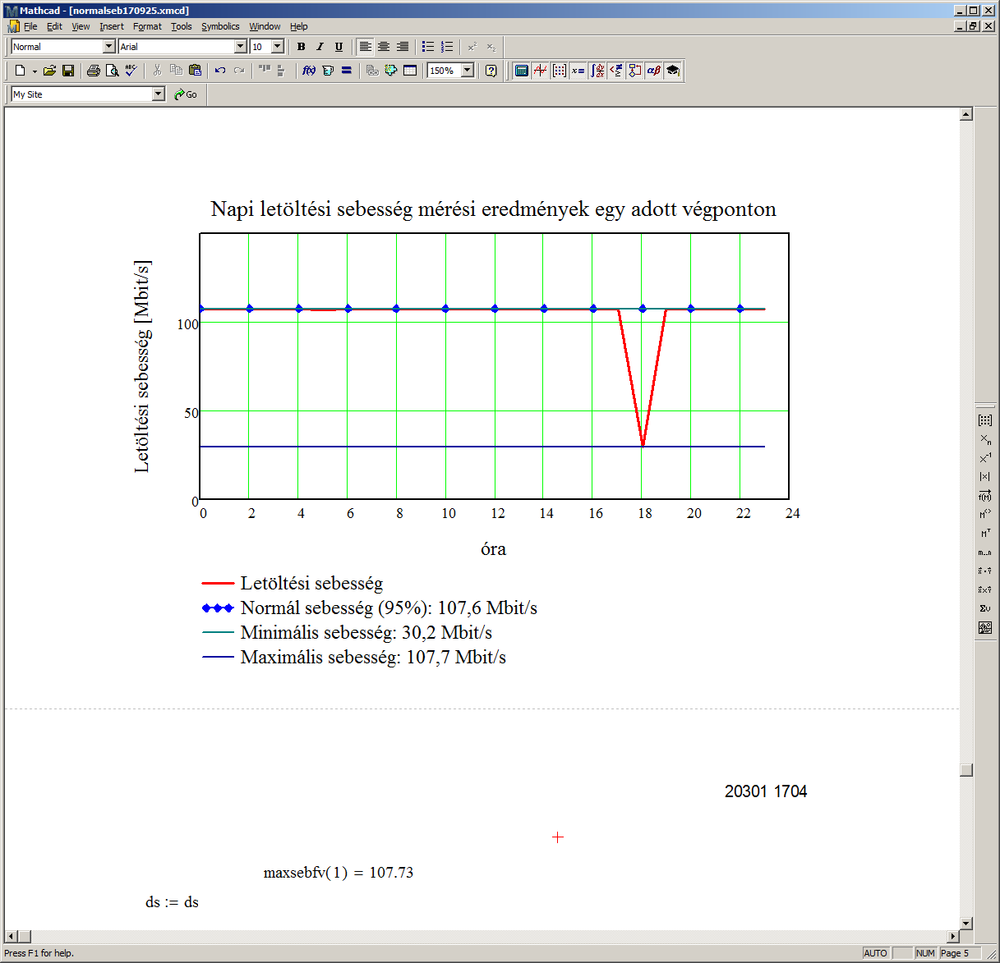 Mathcad - [normalseb170925.xmcd]
File Edit View Insert Format Tools Symbolics Window Help
Normal Arial 10 B I U x² x₂
150%
f(x) x= αβ
My Site Go
Napi letöltési sebesség mérési eredmények egy adott végponton
Letöltési sebesség [Mbit/s]
100
50
0
0 2 4 6 8 10 12 14 16 18 20 22 24
óra
Letöltési sebesség
Normál sebesség (95%): 107,6 Mbit/s
Minimális sebesség: 30,2 Mbit/s
Maximális sebesség: 107,7 Mbit/s
20301 1704
maxsebfv(1) = 107.73
ds := ds
Press F1 for help. AUTO NUM Page 5